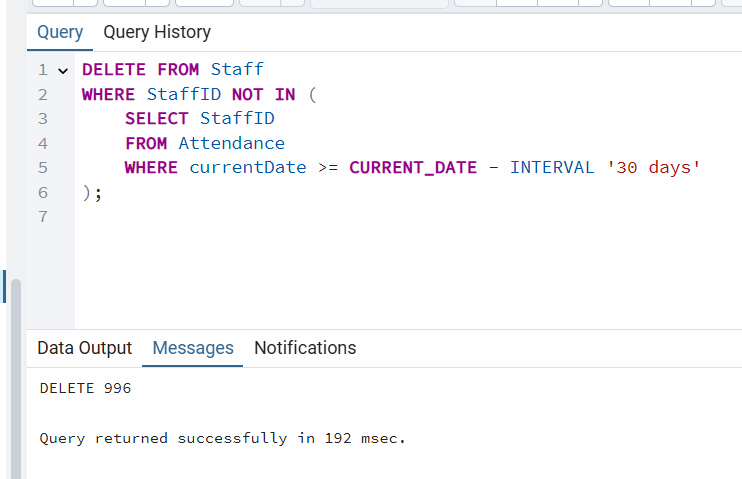 Query Query History
1 DELETE FROM Staff
2 WHERE StaffID NOT IN (
3 SELECT StaffID
4 FROM Attendance
5 WHERE currentDate >= CURRENT_DATE - INTERVAL '30 days'
6 );
7
Data Output Messages Notifications
DELETE 996
Query returned successfully in 192 msec.